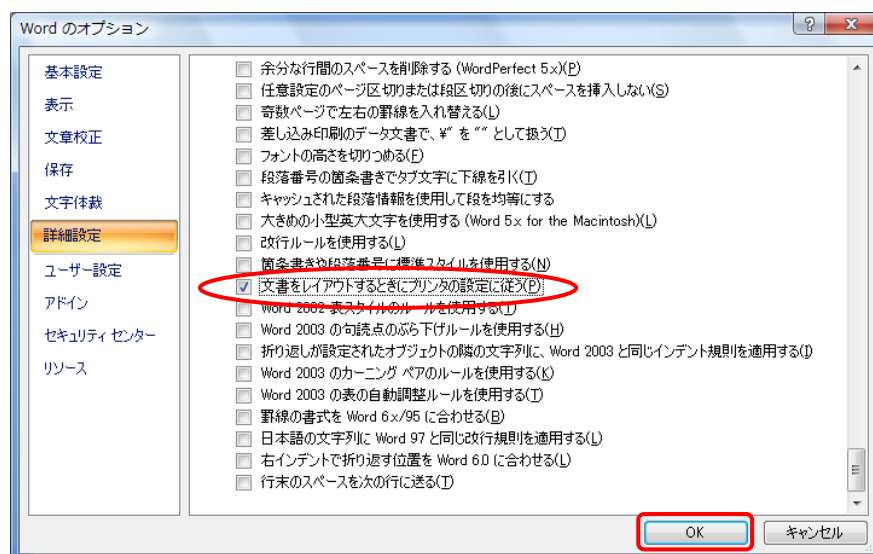 Word のオプション
基本設定
表示
文章校正
保存
文字体裁
詳細設定
ユーザー設定
アドイン
セキュリティ センター
リソース
余分な行間のスペースを削除する (WordPerfect 5.x)(P)
任意設定のページ区切りまたは段区切りの後にスペースを挿入しない(S)
奇数ページで左右の罫線を入れ替える(L)
差し込み印刷のデータ文書で、¥" を "" として扱う(T)
フォントの高さを切りつめる(F)
段落番号の箇条書きでタブ文字に下線を引く(T)
キャッシュされた段落情報を使用して段を均等にする
大きめの小型英大文字を使用する (Word 5.x for the Macintosh)(L)
改行ルールを使用する(L)
箇条書きや段落番号に標準スタイルを使用する(N)
文書をレイアウトするときにプリンタの設定に従う(P)
Word 2002 表スタイルのルールを使用する(T)
Word 2003 の句読点のぶら下げルールを使用する(H)
折り返しが設定されたオブジェクトの隣の文字列に、Word 2003 と同じインデント規則を適用する(I)
Word 2003 のカーニング ペアのルールを使用する(K)
Word 2003 の表の自動調整ルールを使用する(T)
罫線の書式を Word 6.x/95 に合わせる(B)
日本語の文字列に Word 97 と同じ改行規則を適用する(L)
右インデントで折り返す位置を Word 6.0 に合わせる(L)
行末のスペースを次の行に送る(T)
OK
キャンセル